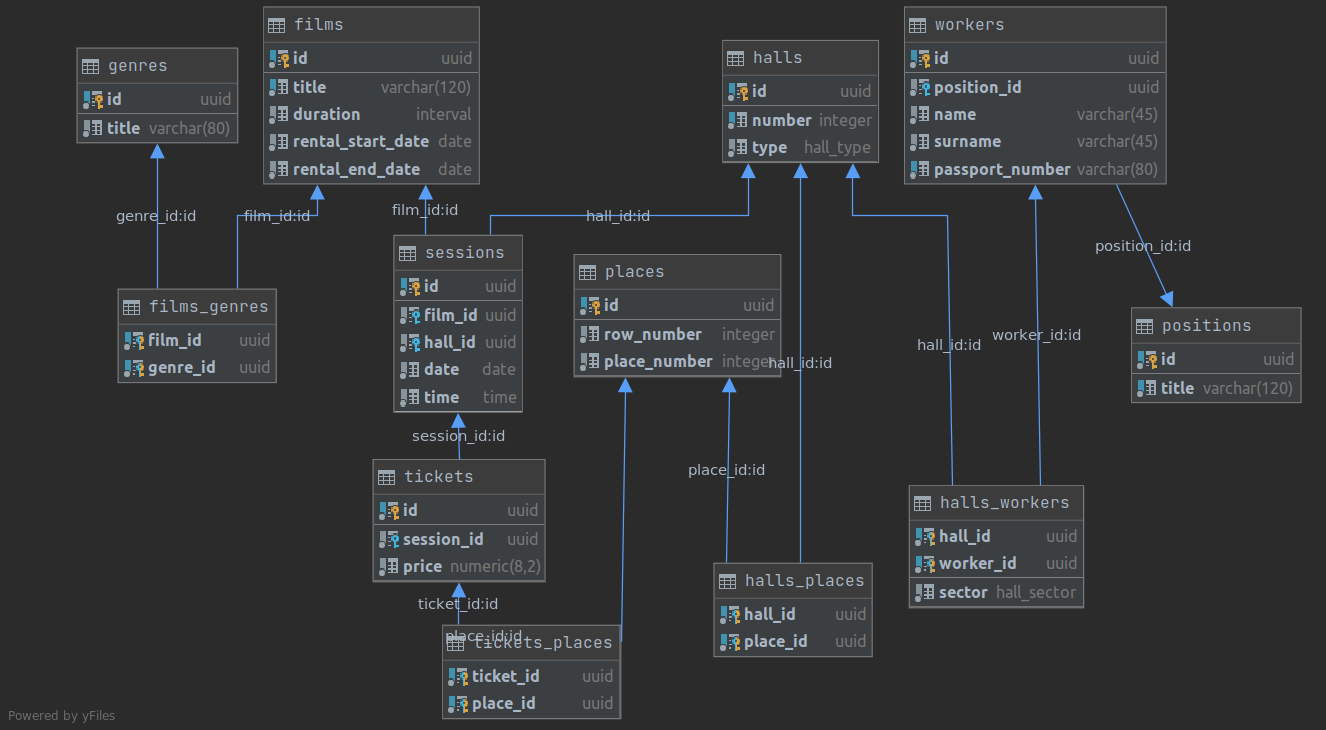 genres
id uuid
title varchar(80)
films
id uuid
title varchar(120)
duration interval
rental_start_date date
rental_end_date date
halls
id uuid
number integer
type hall_type
workers
id uuid
position_id uuid
name varchar(45)
surname varchar(45)
passport_number varchar(80)
genre_id:id
film_id:id
film_id:id
hall_id:id
position_id:id
sessions
id uuid
film_id uuid
hall_id uuid
date date
time time
places
id uuid
row_number integer
place_number integer
hall_id:id
films_genres
film_id uuid
genre_id uuid
hall_id:id
worker_id:id
positions
id uuid
title varchar(120)
session_id:id
place_id:id
tickets
id uuid
session_id uuid
price numeric(8,2)
halls_workers
hall_id uuid
worker_id uuid
sector hall_sector
halls_places
hall_id uuid
place_id uuid
ticket_id:id
place_id:id
tickets_places
ticket_id uuid
place_id uuid
Powered by yFiles